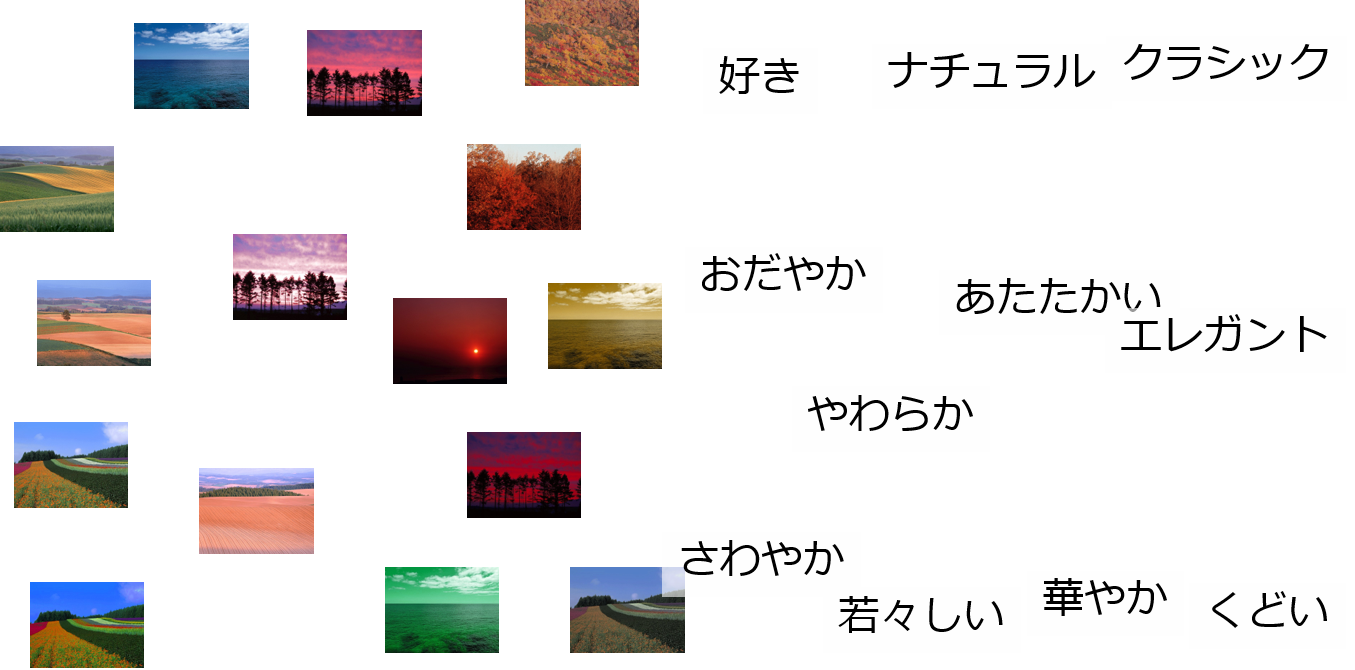 好き
ナチュラル
クラシック
おだやか
あたたかい
エレガント
やわらか
さわやか
若々しい
華やか
くどい